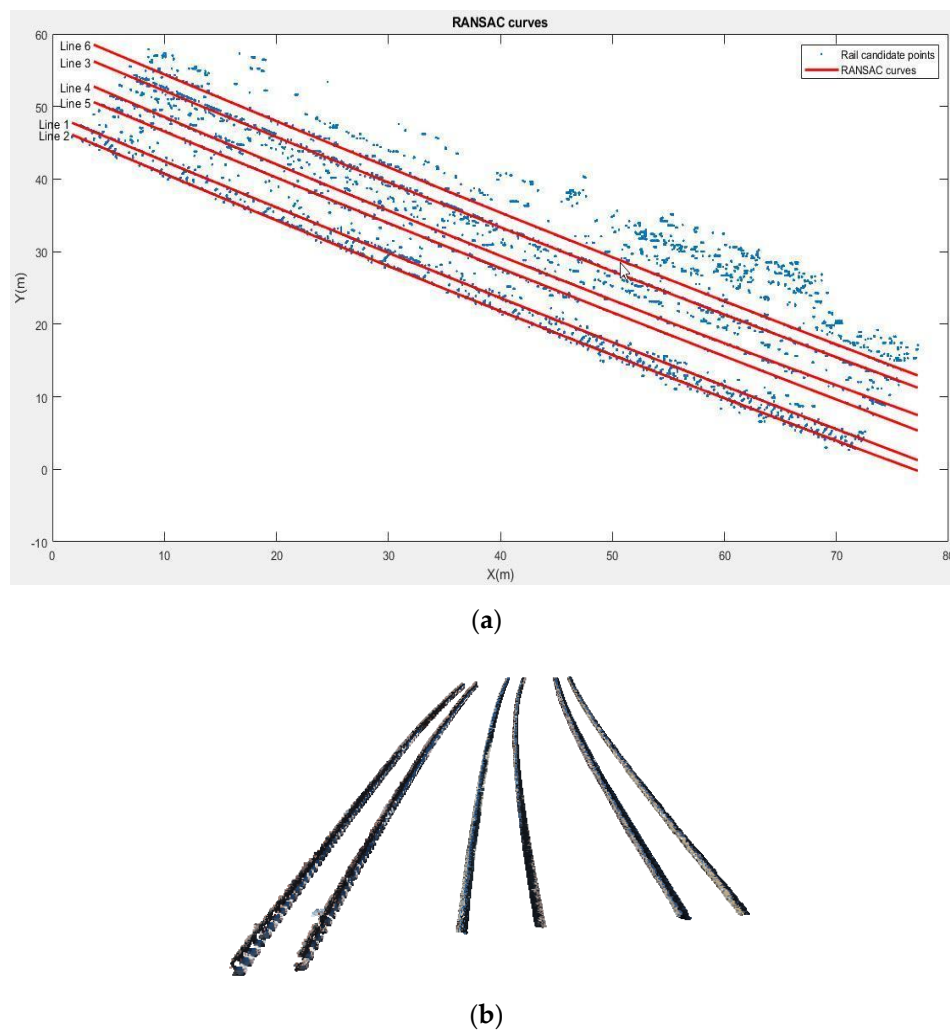 RANSAC curves
60
50
40
30
20
10
0
-10
Y(m)
Line 6
Line 3
Line 4
Line 5
Line 1
Line 2
Rail candidate points
RANSAC curves
0
10
20
30
40
50
60
70
80
X(m)
(a)
(b)